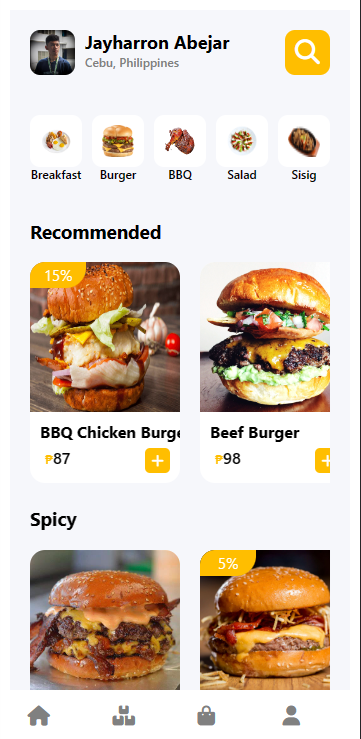 Jayharron Abejar
Cebu, Philippines
Breakfast
Burger
BBQ
Salad
Sisig
Recommended
15%
BBQ Chicken Burge
₱87
Beef Burger
₱98
Spicy
5%